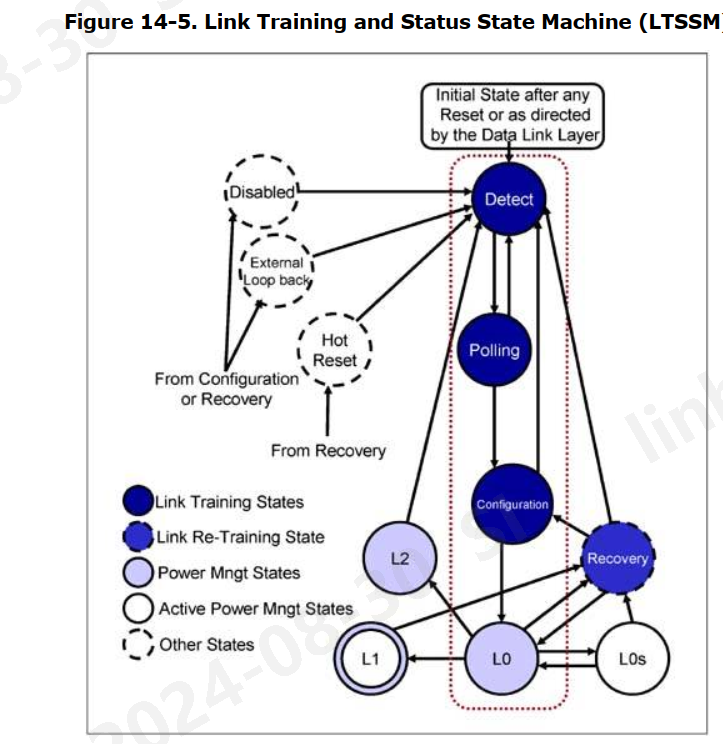 Figure 14-5. Link Training and Status State Machine (LTSSM)
Initial State after any
Reset or as directed
by the Data Link Layer
Disabled
Detect
External
Loop back
Hot
Reset
Polling
From Configuration
or Recovery
From Recovery
Link Training States
Configuration
Link Re-Training State
L2
Recovery
Power Mngt States
Active Power Mngt States
Other States
L1
L0
L0s
2024-08-30